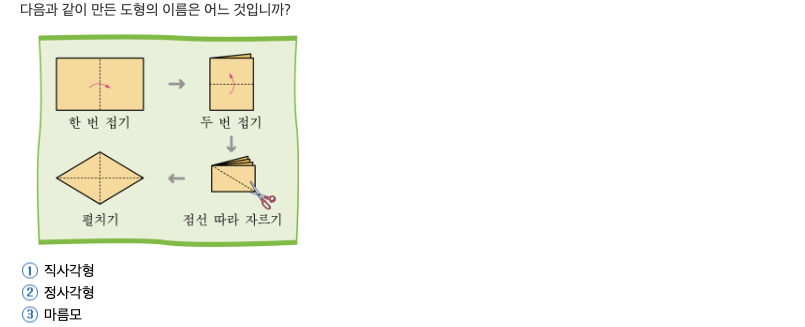 다음과 같이 만든 도형의 이름은 어느 것입니까?
한 번 접기
두 번 접기
펼치기
점선 따라 자르기
① 직사각형
② 정사각형
③ 마름모